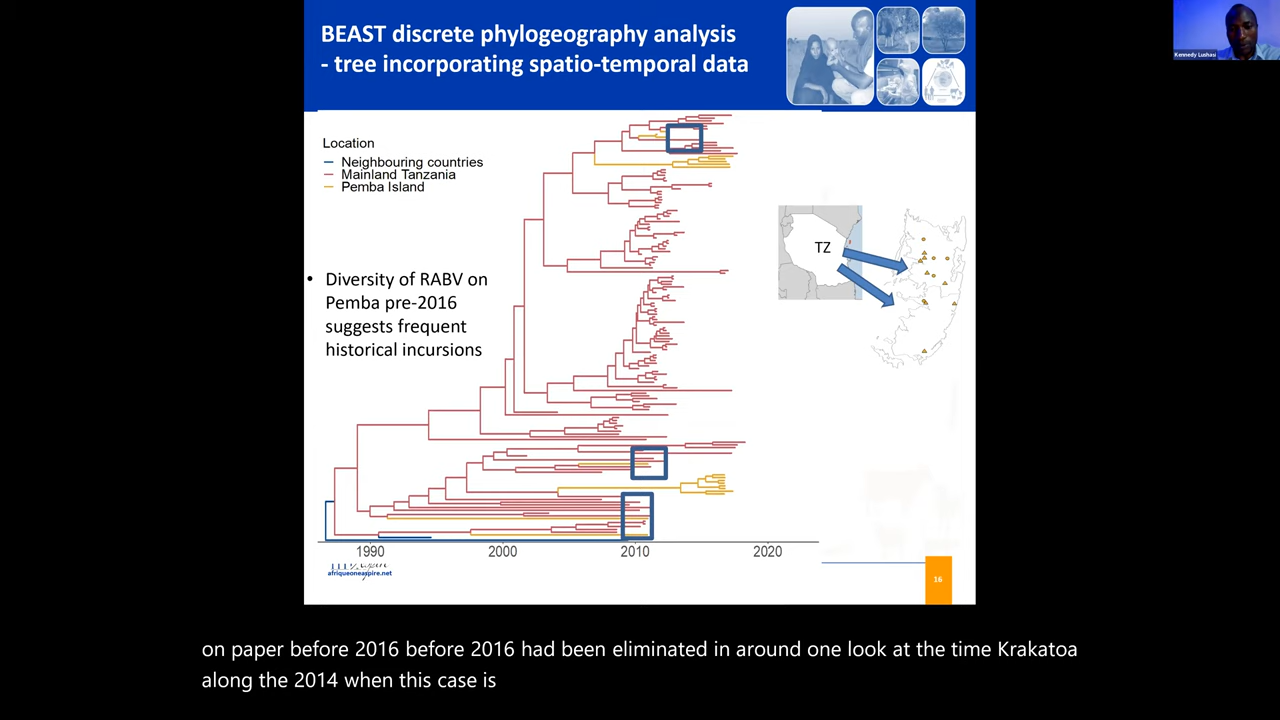 BEAST discrete phylogeography analysis
- tree incorporating spatio-temporal data
Kennedy Lushasi
Location
Neighbouring countries
Mainland Tanzania
Pemba Island
• Diversity of RABV on
Pemba pre-2016
suggests frequent
historical incursions
TZ
1990 2000 2010 2020
afriqueoneaspire.net
16
on paper before 2016 before 2016 had been eliminated in around one look at the time Krakatoa
along the 2014 when this case is